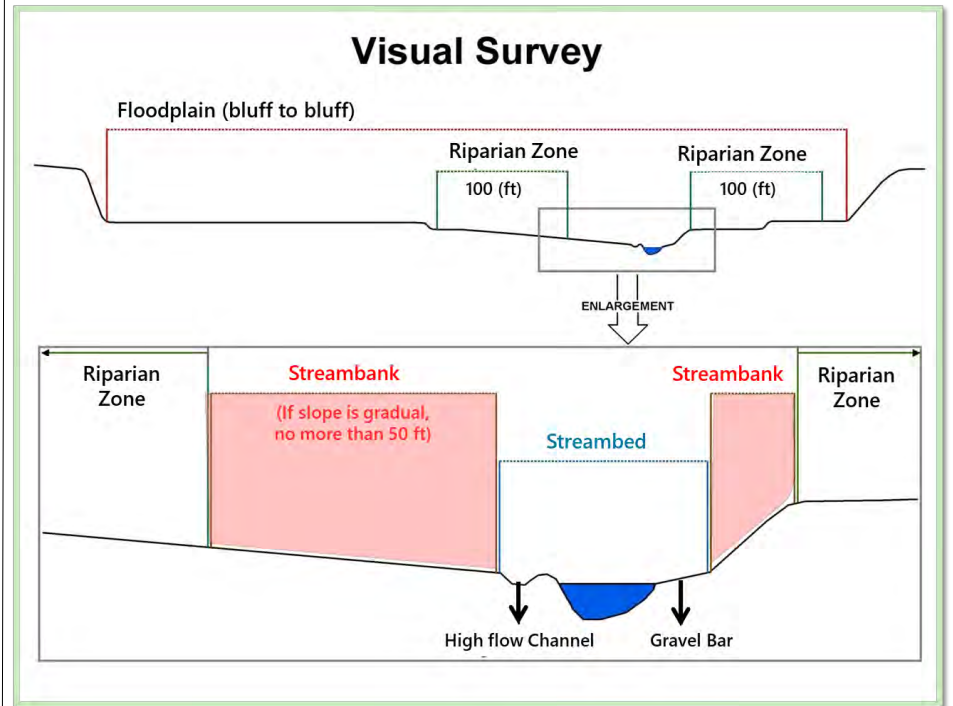 Visual Survey
Floodplain (bluff to bluff)
Riparian Zone
100 (ft)
Riparian Zone
100 (ft)
ENLARGEMENT
Riparian
Zone
Streambank
(If slope is gradual,
no more than 50 ft)
Streambed
Streambank
Riparian
Zone
High flow Channel
Gravel Bar